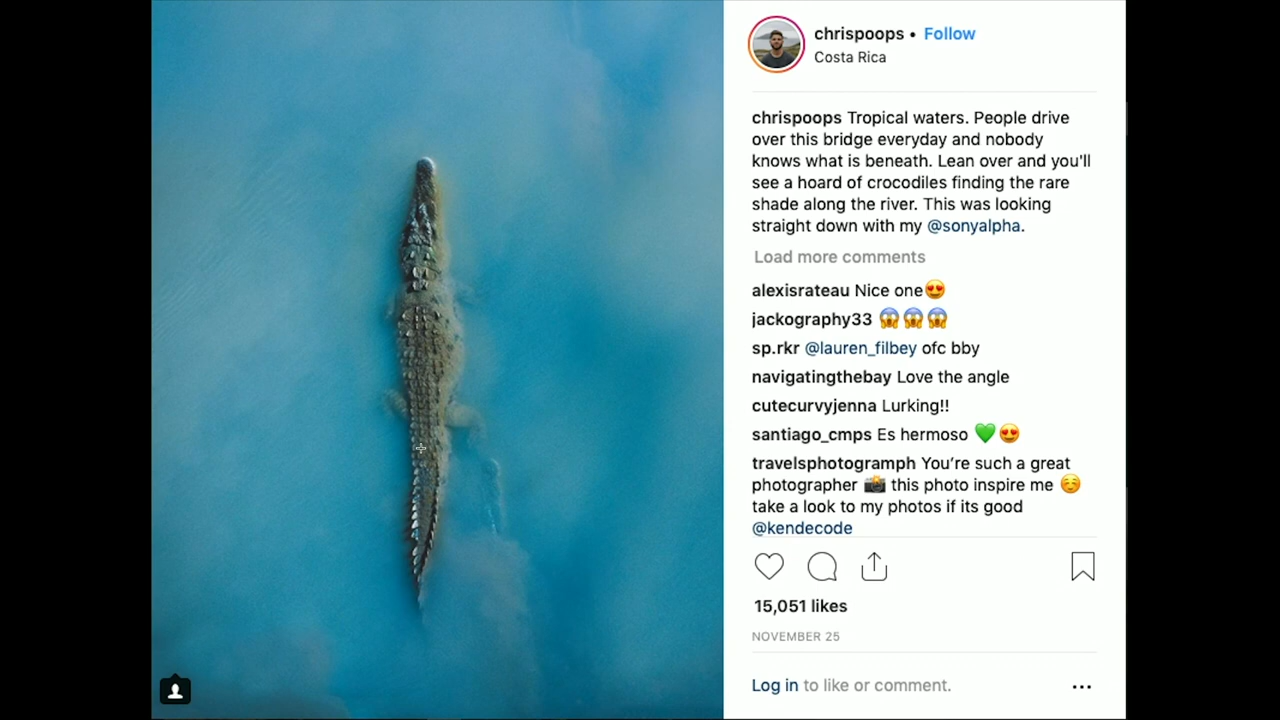 chrispoops • Follow
Costa Rica
chrispoops Tropical waters. People drive
over this bridge everyday and nobody
knows what is beneath. Lean over and you'll
see a hoard of crocodiles finding the rare
shade along the river. This was looking
straight down with my @sonyalpha.
Load more comments
alexisrateau Nice one😍
jackography33 😱😱😱
sp.rkr @lauren_filbey ofc bby
navigatingthebay Love the angle
cutecurvyjenna Lurking!!
santiago_cmps Es hermoso 💚😍
travelsphotogramph You’re such a great
photographer 📸 this photo inspire me ☺️
take a look to my photos if its good
@kendecode
15,051 likes
NOVEMBER 25
Log in to like or comment.